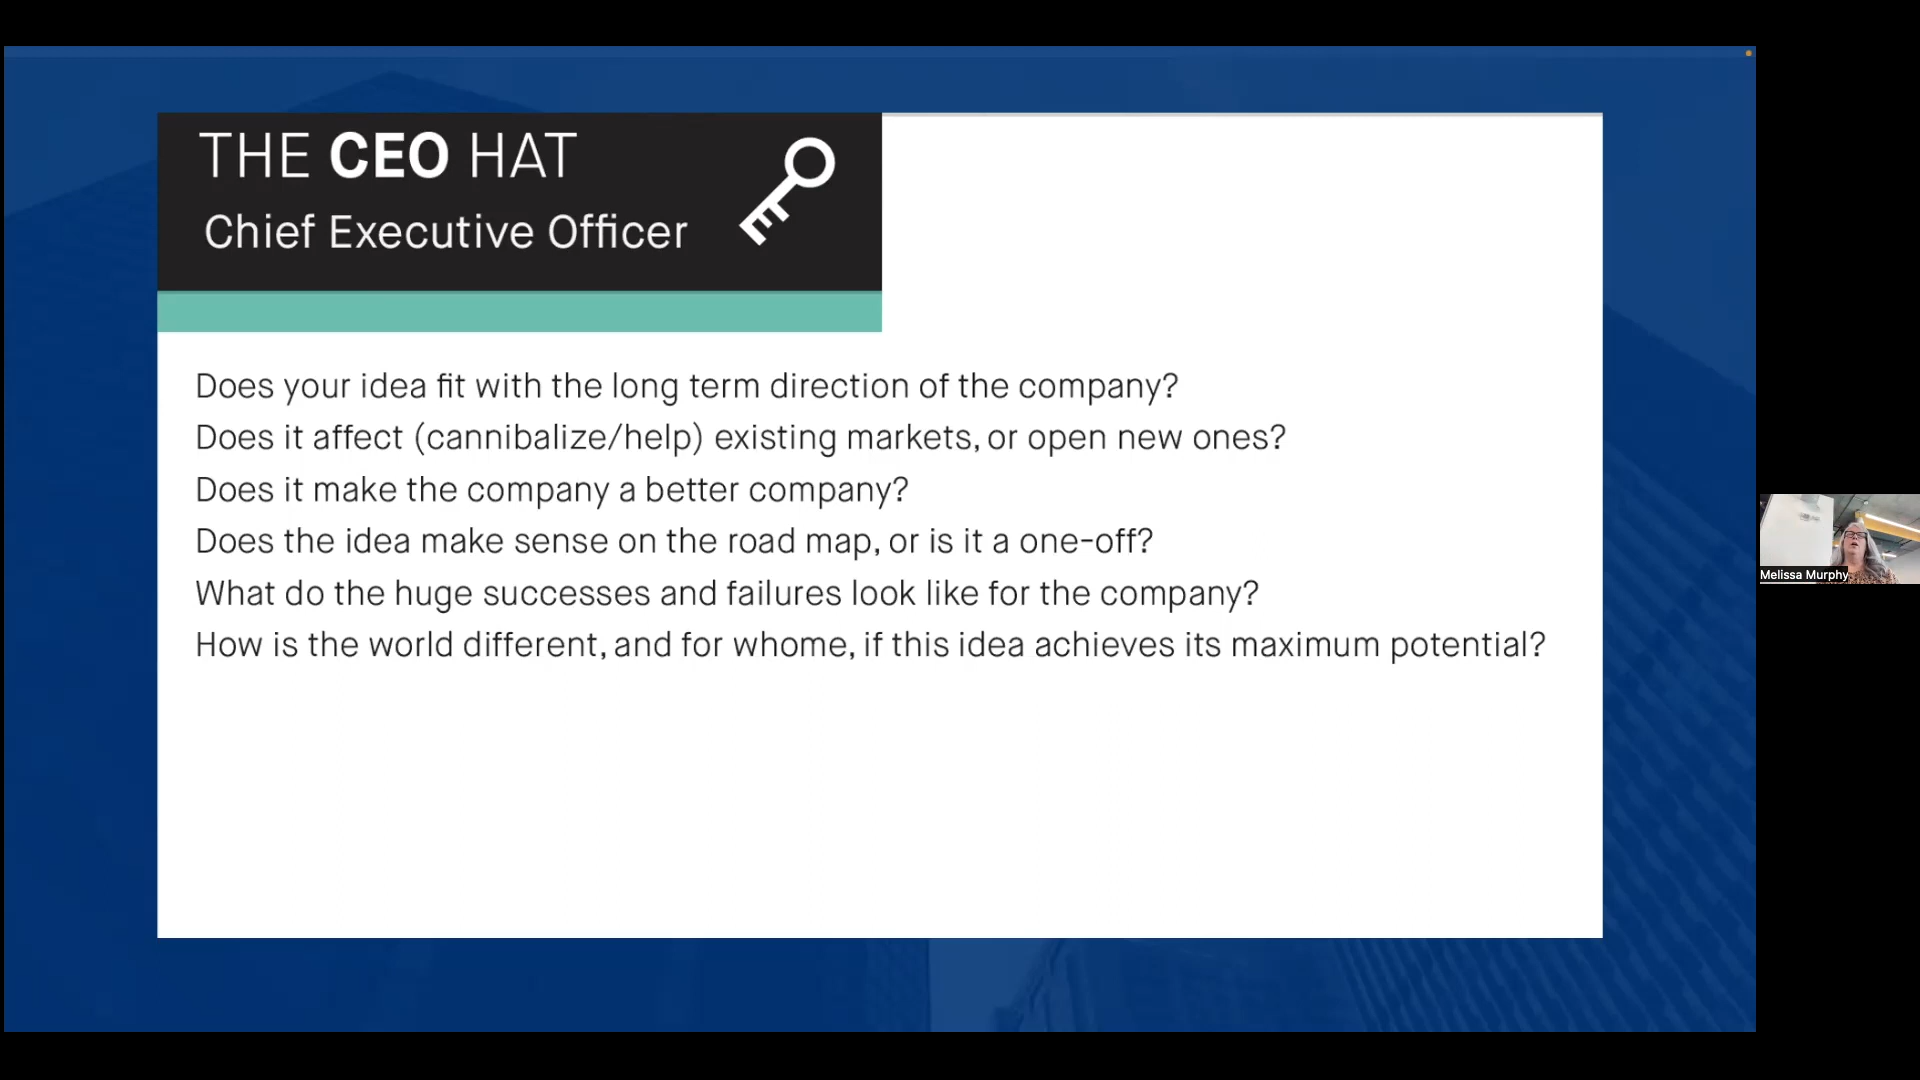 THE CEO HAT
Chief Executive Officer
Does your idea fit with the long term direction of the company?
Does it affect (cannibalize/help) existing markets, or open new ones?
Does it make the company a better company?
Does the idea make sense on the road map, or is it a one-off?
What do the huge successes and failures look like for the company?
How is the world different, and for whome, if this idea achieves its maximum potential?
Melissa Murphy